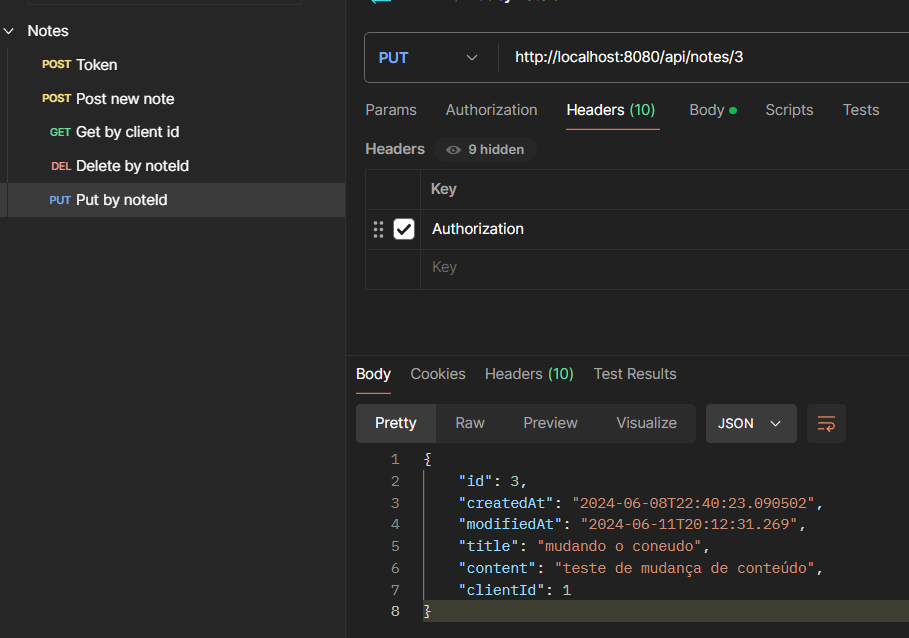 Notes
POST Token
POST Post new note
GET Get by client id
DEL Delete by noteId
PUT Put by noteId
PUT http://localhost:8080/api/notes/3
Params Authorization Headers (10) Body Scripts Tests
Headers 9 hidden
Key
Authorization
Key
Body Cookies Headers (10) Test Results
Pretty Raw Preview Visualize JSON
1 {
2 "id": 3,
3 "createdAt": "2024-06-08T22:40:23.090502",
4 "modifiedAt": "2024-06-11T20:12:31.269",
5 "title": "mudando o coneudo",
6 "content": "teste de mudança de conteúdo",
7 "clientId": 1
8 }